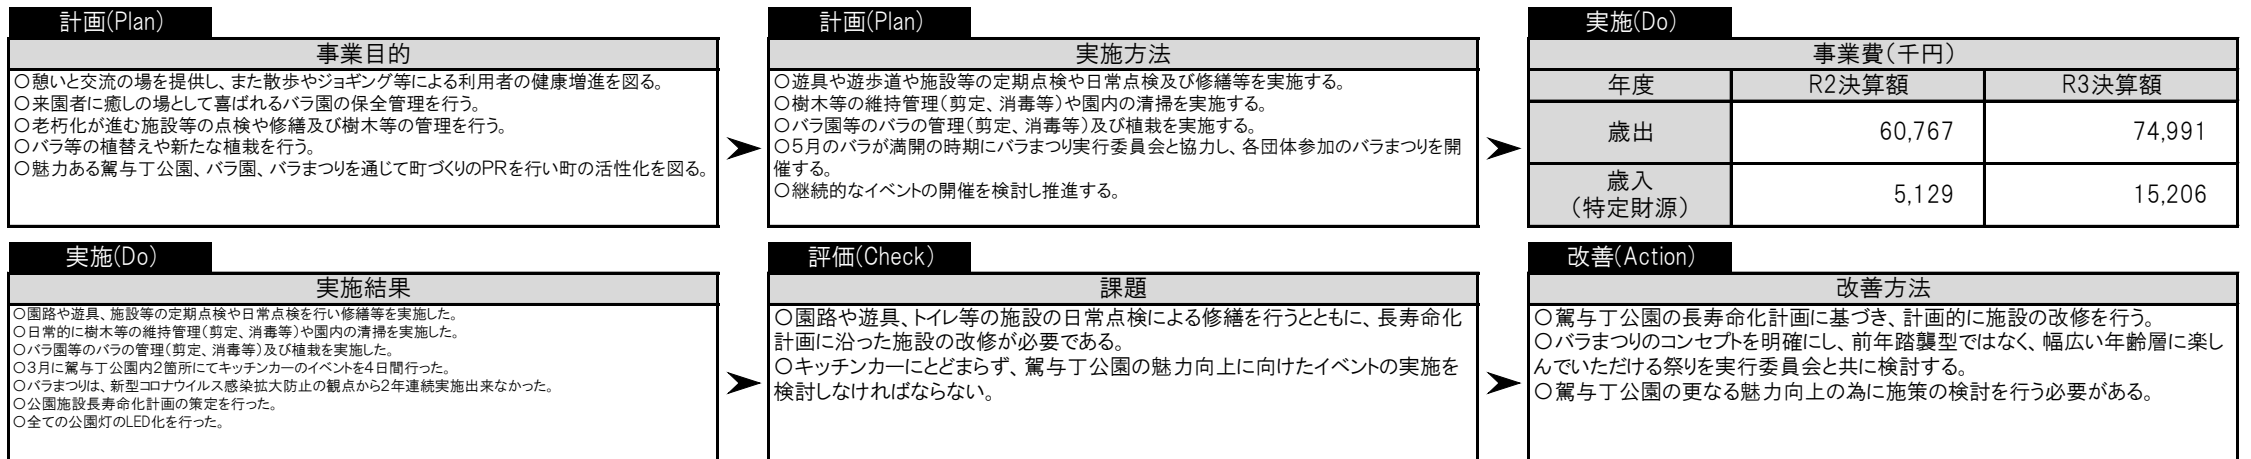 計画(Plan)
事業目的
○憩いと交流の場を提供し、また散歩やジョギング等による利用者の健康増進を図る。
○来園者に癒しの場として喜ばれるバラ園の保全管理を行う。
○老朽化が進む施設等の点検や修繕及び樹木等の管理を行う。
○バラ等の植替えや新たな植栽を行う。
○魅力ある駕与丁公園、バラ園、バラまつりを通じて町づくりのPRを行い町の活性化を図る。
計画(Plan)
実施方法
○遊具や遊歩道や施設等の定期点検や日常点検及び修繕等を実施する。
○樹木等の維持管理(剪定、消毒等)や園内の清掃を実施する。
○バラ園等のバラの管理(剪定、消毒等)及び植栽を実施する。
○5月のバラが満開の時期にバラまつり実行委員会と協力し、各団体参加のバラまつりを開
催する。
○継続的なイベントの開催を検討し推進する。
実施(Do)
事業費(千円)
年度 R2決算額 R3決算額
歳出 60,767 74,991
歳入
(特定財源) 5,129 15,206
実施(Do)
実施結果
○園路や遊具、施設等の定期点検や日常点検を行い修繕等を実施した。
○日常的に樹木等の維持管理(剪定、消毒等)や園内の清掃を実施した。
○バラ園等のバラの管理(剪定、消毒等)及び植栽を実施した。
○3月に駕与丁公園内2箇所にてキッチンカーのイベントを4日間行った。
○バラまつりは、新型コロナウイルス感染拡大防止の観点から2年連続実施出来なかった。
○公園施設長寿命化計画の策定を行った。
○全ての公園灯のLED化を行った。
評価(Check)
課題
○園路や遊具、トイレ等の施設の日常点検による修繕を行うとともに、長寿命化
計画に沿った施設の改修が必要である。
○キッチンカーにとどまらず、駕与丁公園の魅力向上に向けたイベントの実施を
検討しなければならない。
改善(Action)
改善方法
○駕与丁公園の長寿命化計画に基づき、計画的に施設の改修を行う。
○バラまつりのコンセプトを明確にし、前年踏襲型ではなく、幅広い年齢層に楽し
んでいただける祭りを実行委員会と共に検討する。
○駕与丁公園の更なる魅力向上の為に施策の検討を行う必要がある。